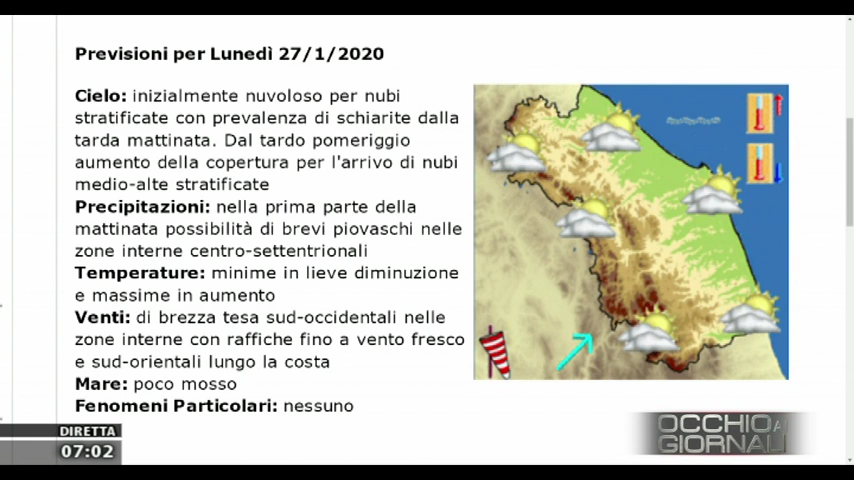 Previsioni per Lunedì 27/1/2020
Cielo: inizialmente nuvoloso per nubi
stratificate con prevalenza di schiarite dalla
tarda mattinata. Dal tardo pomeriggio
aumento della copertura per l'arrivo di nubi
medio-alte stratificate
Precipitazioni: nella prima parte della
mattinata possibilità di brevi piovaschi nelle
zone interne centro-settentrionali
Temperature: minime in lieve diminuzione
e massime in aumento
Venti: di brezza tesa sud-occidentali nelle
zone interne con raffiche fino a vento fresco
e sud-orientali lungo la costa
Mare: poco mosso
Fenomeni Particolari: nessuno
DIRETTA
07:02
OCCHIO AI
GIORNALI